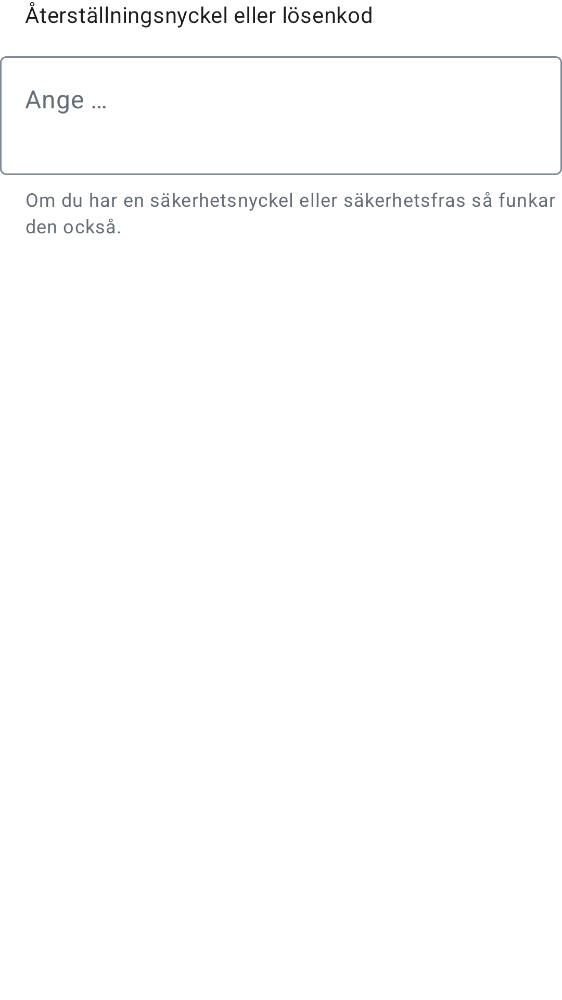 Återställningsnyckel eller lösenkod
Ange …
Om du har en säkerhetsnyckel eller säkerhetsfras så funkar
den också.